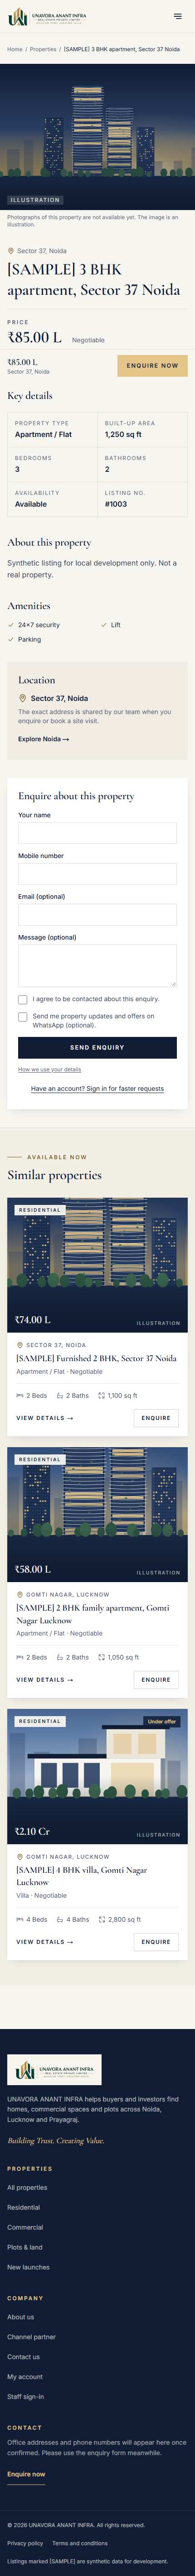 UNAVORA ANANT INFRA
REAL ESTATE PRIVATE LIMITED
Home / Properties / [SAMPLE] 3 BHK apartment, Sector 37 Noida
ILLUSTRATION
Photographs of this property are not available yet. The image is an
illustration.
Sector 37, Noida
[SAMPLE] 3 BHK
apartment, Sector 37 Noida
PRICE
₹85.00 L Negotiable
₹85.00 L
Sector 37, Noida
ENQUIRE NOW
Key details
PROPERTY TYPE
Apartment / Flat
BUILT-UP AREA
1,250 sq ft
BEDROOMS
3
BATHROOMS
2
AVAILABILITY
Available
LISTING NO.
#1003
About this property
Synthetic listing for local development only. Not a
real property.
Amenities
24×7 security
Lift
Parking
Location
Sector 37, Noida
The exact address is shared by our team when you
enquire or book a site visit.
Explore Noida →
Enquire about this property
Your name
Mobile number
Email (optional)
Message (optional)
I agree to be contacted about this enquiry.
Send me property updates and offers on
WhatsApp (optional).
SEND ENQUIRY
How we use your details
Have an account? Sign in for faster requests
AVAILABLE NOW
Similar properties
RESIDENTIAL
₹74.00 L
ILLUSTRATION
SECTOR 37, NOIDA
[SAMPLE] Furnished 2 BHK, Sector 37 Noida
Apartment / Flat · Negotiable
2 Beds 2 Baths 1,100 sq ft
VIEW DETAILS →
ENQUIRE
RESIDENTIAL
₹58.00 L
ILLUSTRATION
GOMTI NAGAR, LUCKNOW
[SAMPLE] 2 BHK family apartment, Gomti
Nagar Lucknow
Apartment / Flat · Negotiable
2 Beds 2 Baths 1,050 sq ft
VIEW DETAILS →
ENQUIRE
RESIDENTIAL
Under offer
₹2.10 Cr
ILLUSTRATION
GOMTI NAGAR, LUCKNOW
[SAMPLE] 4 BHK villa, Gomti Nagar
Lucknow
Villa · Negotiable
4 Beds 4 Baths 2,800 sq ft
VIEW DETAILS →
ENQUIRE
UNAVORA ANANT INFRA
REAL ESTATE PRIVATE LIMITED
UNAVORA ANANT INFRA helps buyers and investors find
homes, commercial spaces and plots across Noida,
Lucknow and Prayagraj.
Building Trust. Creating Value.
PROPERTIES
All properties
Residential
Commercial
Plots & land
New launches
COMPANY
About us
Channel partner
Contact us
My account
Staff sign-in
CONTACT
Office addresses and phone numbers will appear here once
confirmed. Please use the enquiry form meanwhile.
Enquire now
© 2026 UNAVORA ANANT INFRA. All rights reserved.
Privacy policy Terms and conditions
Listings marked [SAMPLE] are synthetic data for development.